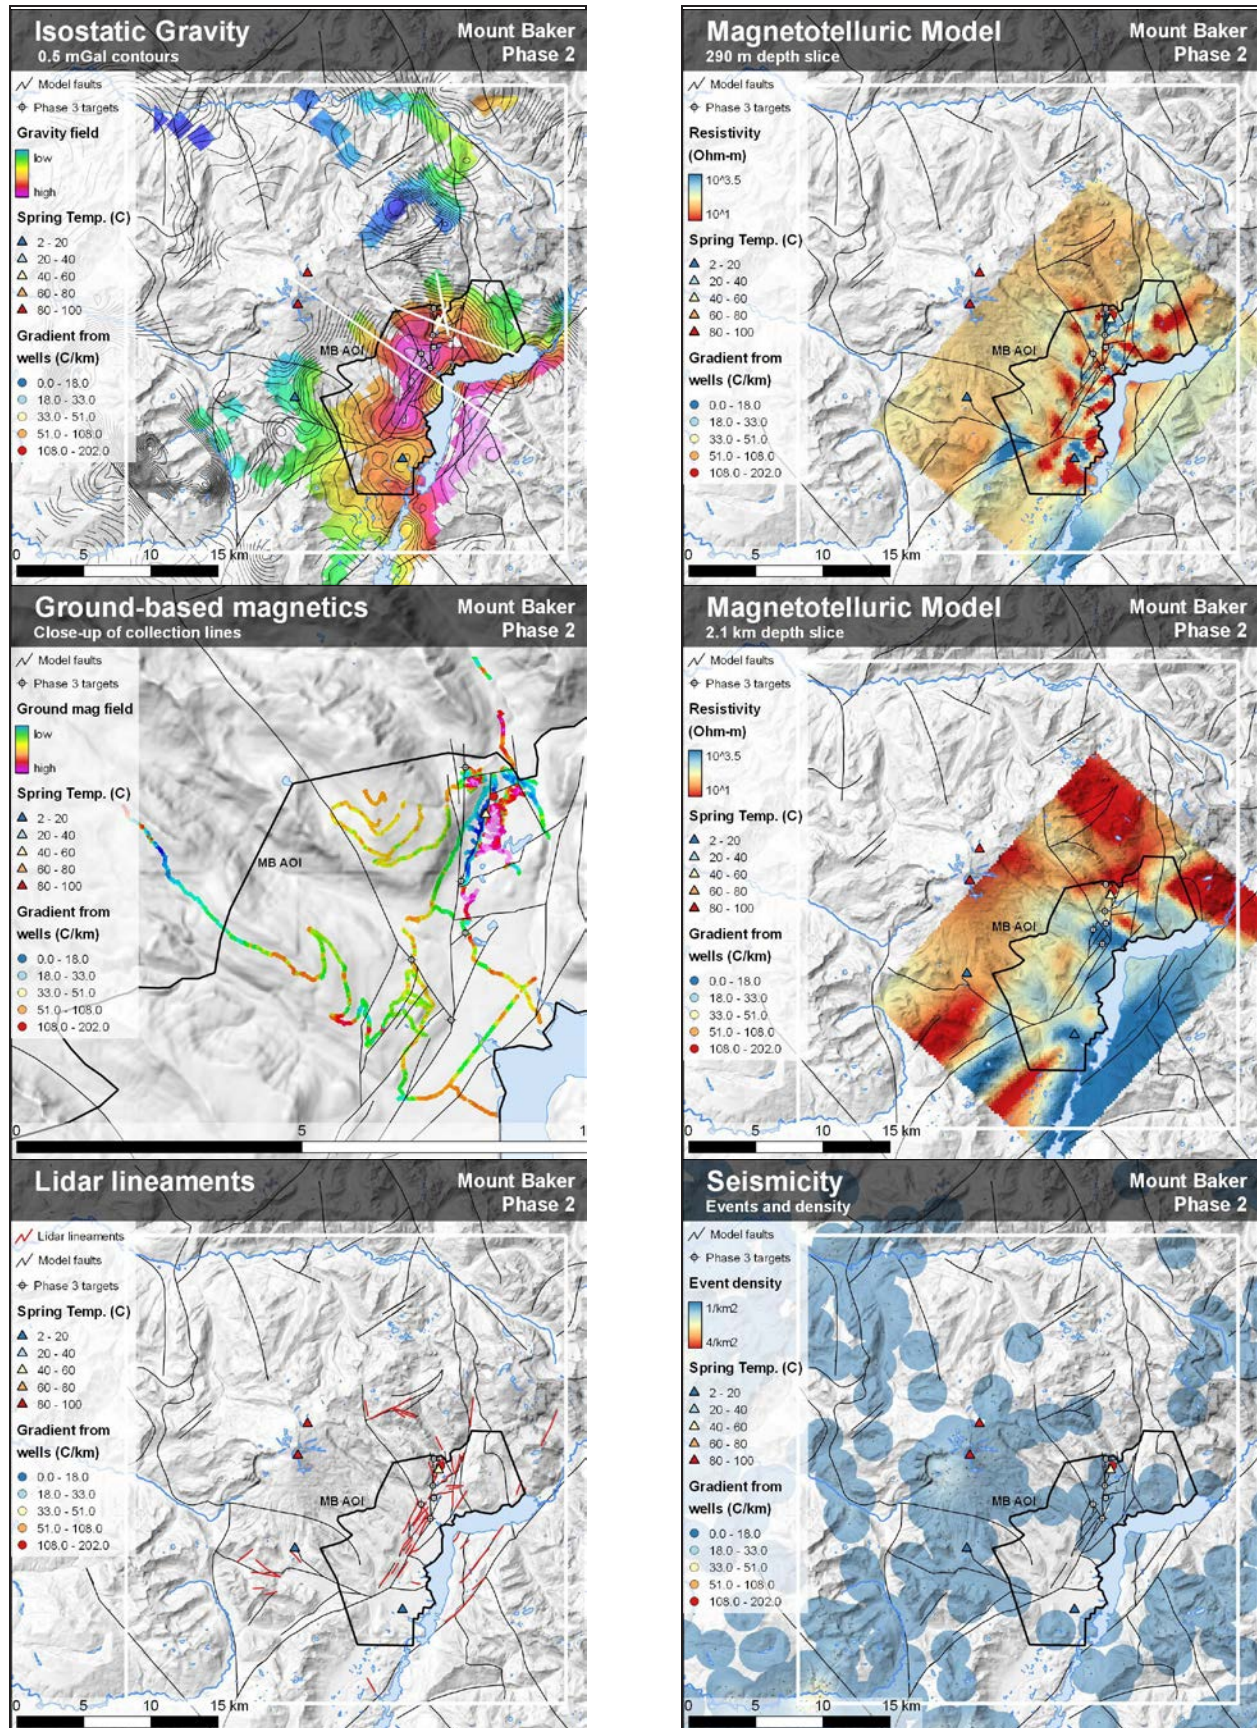 Isostatic Gravity
0.5 mGal contours
Mount Baker
Phase 2
Model faults
Phase 3 targets
Gravity field
low
high
Spring Temp. (C)
2 - 20
20 - 40
40 - 60
60 - 80
80 - 100
Gradient from
wells (C/km)
0.0 - 18.0
18.0 - 33.0
33.0 - 51.0
51.0 - 108.0
108.0 - 202.0
MB AOI
0 5 10 15 km
Magnetotelluric Model
290 m depth slice
Mount Baker
Phase 2
Model faults
Phase 3 targets
Resistivity
(Ohm-m)
10^3.5
10^1
Spring Temp. (C)
2 - 20
20 - 40
40 - 60
60 - 80
80 - 100
Gradient from
wells (C/km)
0.0 - 18.0
18.0 - 33.0
33.0 - 51.0
51.0 - 108.0
108.0 - 202.0
MB AOI
0 5 10 15 km
Ground-based magnetics
Close-up of collection lines
Mount Baker
Phase 2
Model faults
Phase 3 targets
Ground mag field
low
high
Spring Temp. (C)
2 - 20
20 - 40
40 - 60
60 - 80
80 - 100
Gradient from
wells (C/km)
0.0 - 18.0
18.0 - 33.0
33.0 - 51.0
51.0 - 108.0
108.0 - 202.0
MB AOI
0 5 1
Magnetotelluric Model
2.1 km depth slice
Mount Baker
Phase 2
Model faults
Phase 3 targets
Resistivity
(Ohm-m)
10^3.5
10^1
Spring Temp. (C)
2 - 20
20 - 40
40 - 60
60 - 80
80 - 100
Gradient from
wells (C/km)
0.0 - 18.0
18.0 - 33.0
33.0 - 51.0
51.0 - 108.0
108.0 - 202.0
MB AOI
0 5 10 15 km
Lidar lineaments
Mount Baker
Phase 2
Lidar lineaments
Model faults
Phase 3 targets
Spring Temp. (C)
2 - 20
20 - 40
40 - 60
60 - 80
80 - 100
Gradient from
wells (C/km)
0.0 - 18.0
18.0 - 33.0
33.0 - 51.0
51.0 - 108.0
108.0 - 202.0
MB AOI
0 5 10 15 km
Seismicity
Events and density
Mount Baker
Phase 2
Model faults
Phase 3 targets
Event density
1/km2
4/km2
Spring Temp. (C)
2 - 20
20 - 40
40 - 60
60 - 80
80 - 100
Gradient from
wells (C/km)
0.0 - 18.0
18.0 - 33.0
33.0 - 51.0
51.0 - 108.0
108.0 - 202.0
MB AOI
0 5 10 15 km